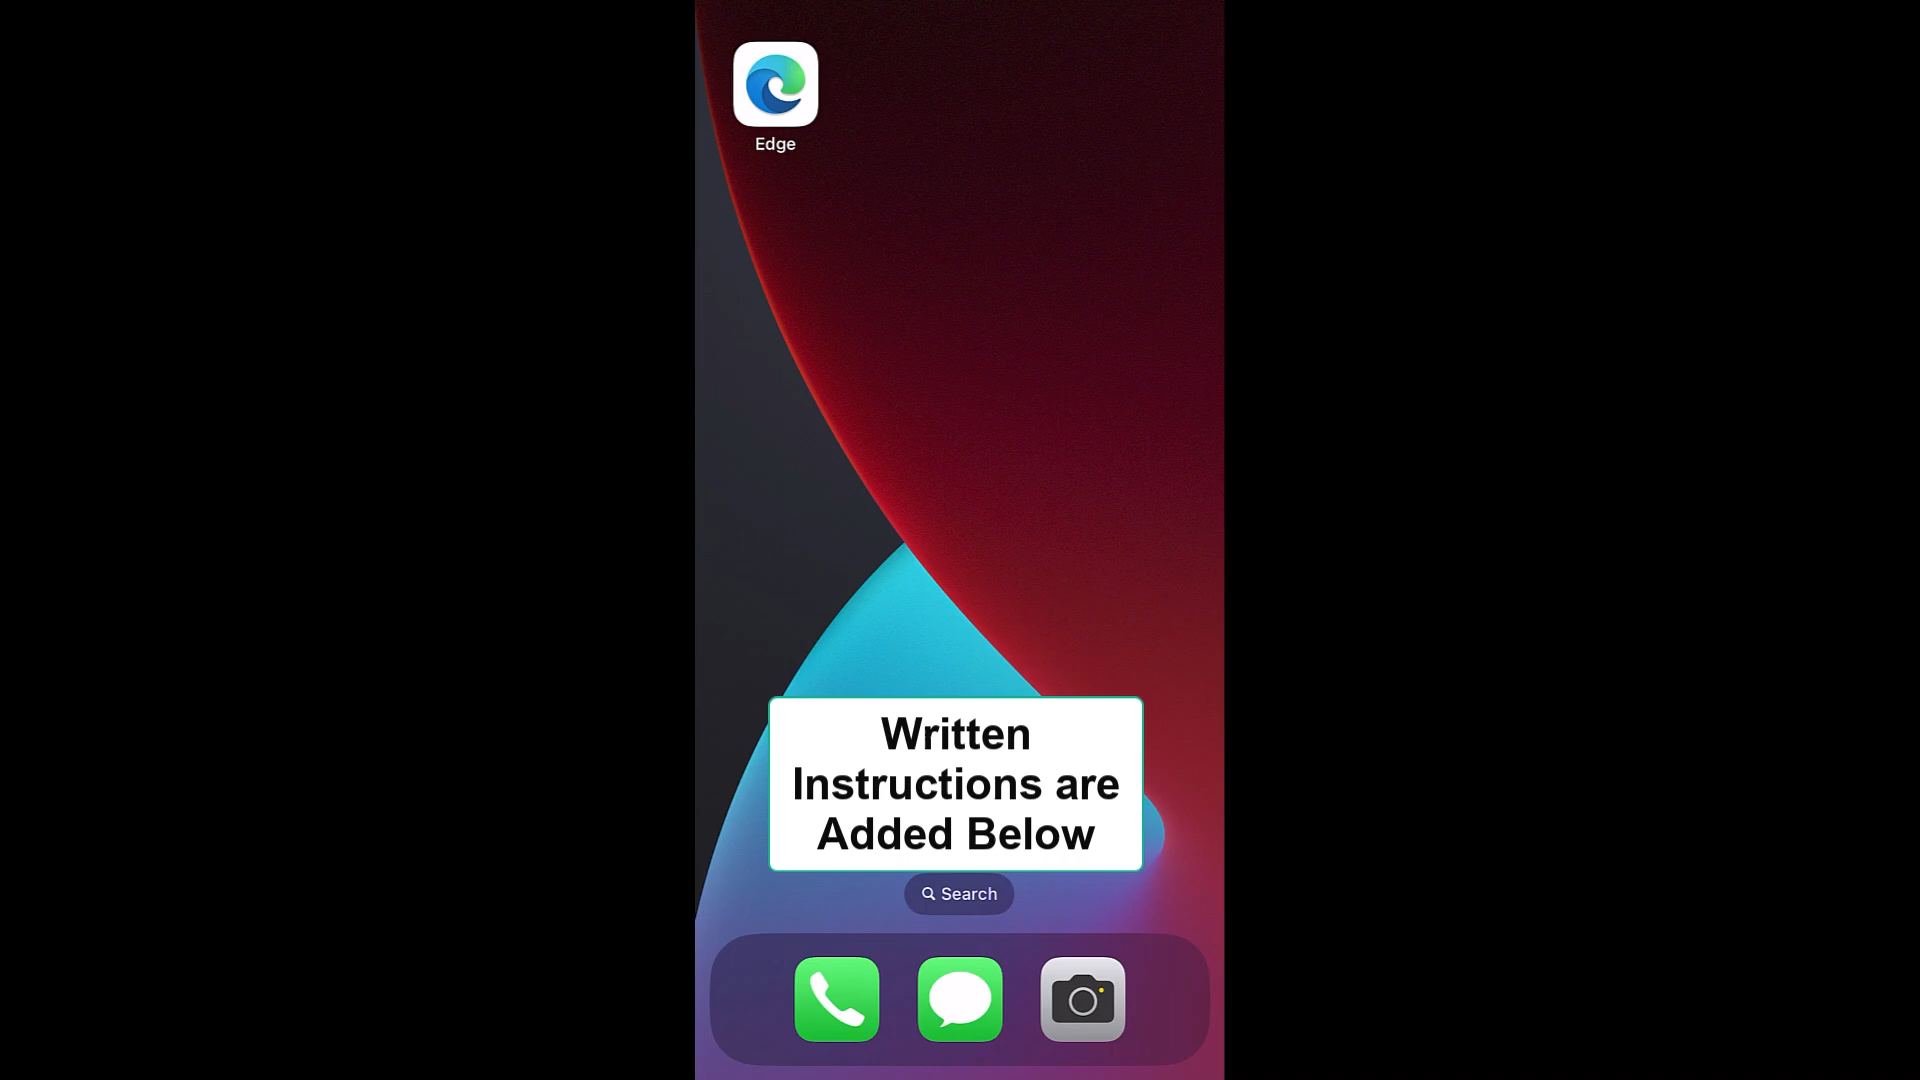 Edge
Written
Instructions are
Added Below
Search